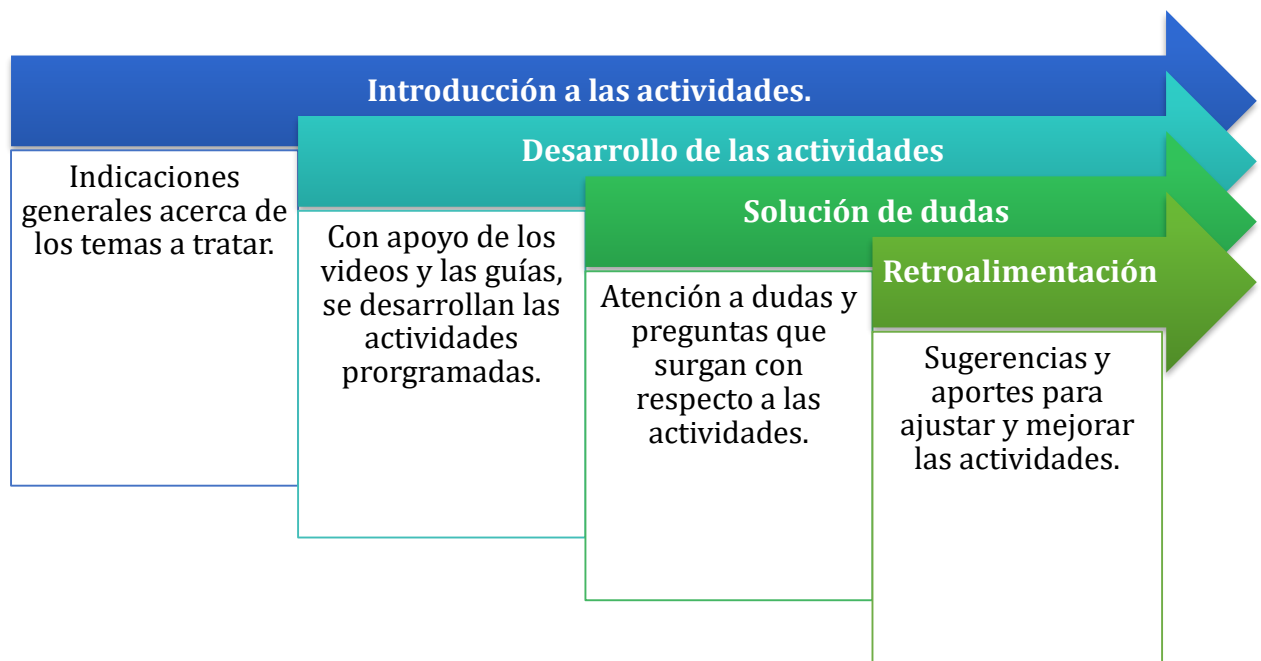 Introducción a las actividades.
Indicaciones
generales acerca de
los temas a tratar.
Desarrollo de las actividades
Con apoyo de los
videos y las guías,
se desarrollan las
actividades
prorgramadas.
Solución de dudas
Atención a dudas y
preguntas que
surgan con
respecto a las
actividades.
Retroalimentación
Sugerencias y
aportes para
ajustar y mejorar
las actividades.